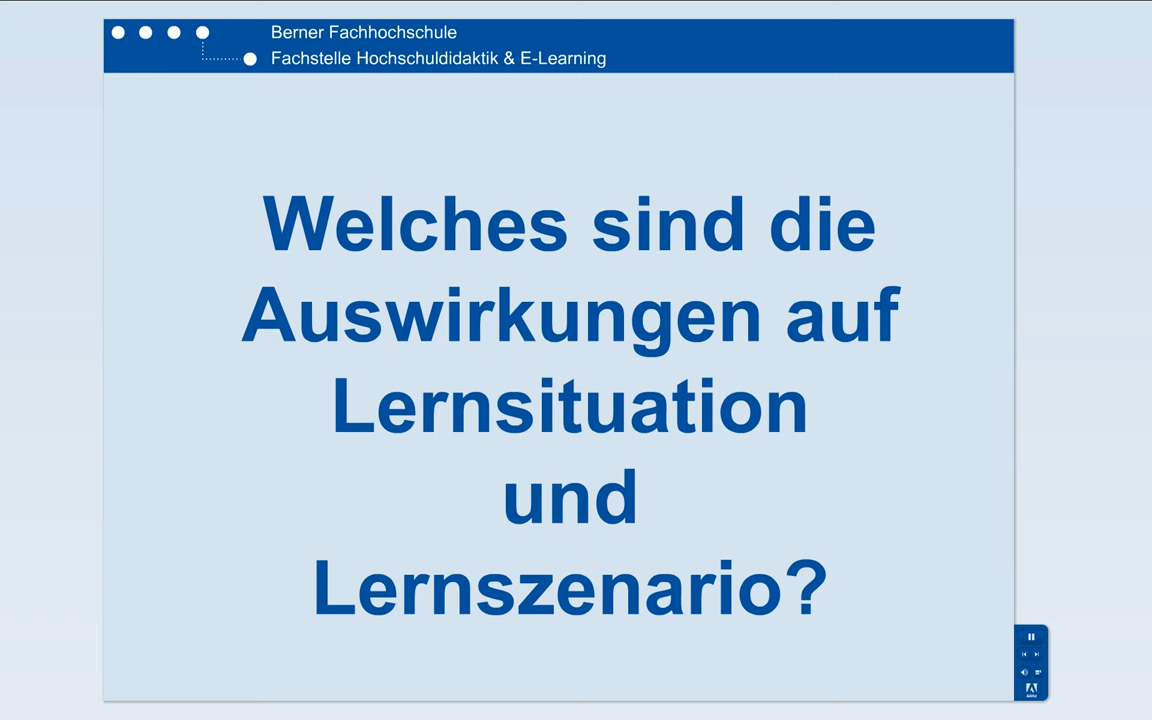 Berner Fachhochschule
Fachstelle Hochschuldidaktik & E-Learning
Welches sind die
Auswirkungen auf
Lernsituation
und
Lernszenario?